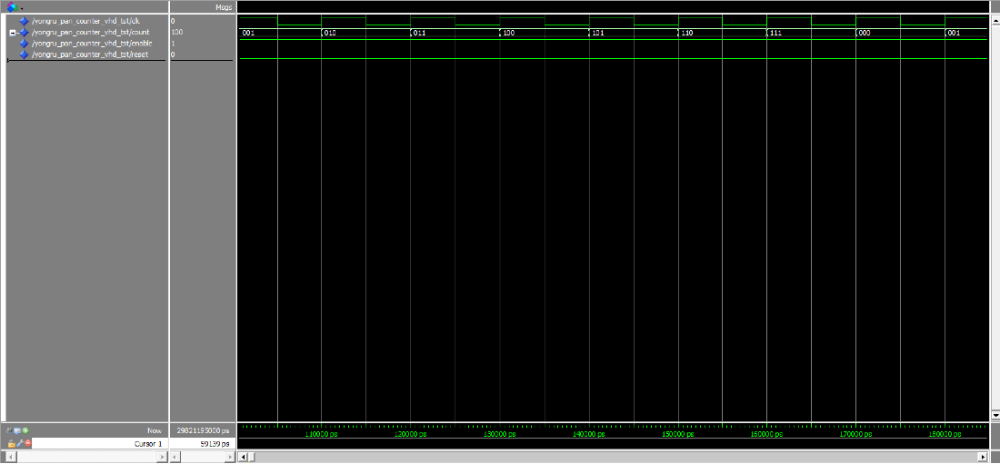 Msgs
/yongru_pan_counter_vhd_tst/clk 0
/yongru_pan_counter_vhd_tst/count 100 001 010 011 100 101 110 111 000 001
/yongru_pan_counter_vhd_tst/enable 1
/yongru_pan_counter_vhd_tst/reset 0
Now 29821195000 ps 110000 ps 120000 ps 130000 ps 140000 ps 150000 ps 160000 ps 170000 ps 180000 ps
Cursor 1 59139 ps